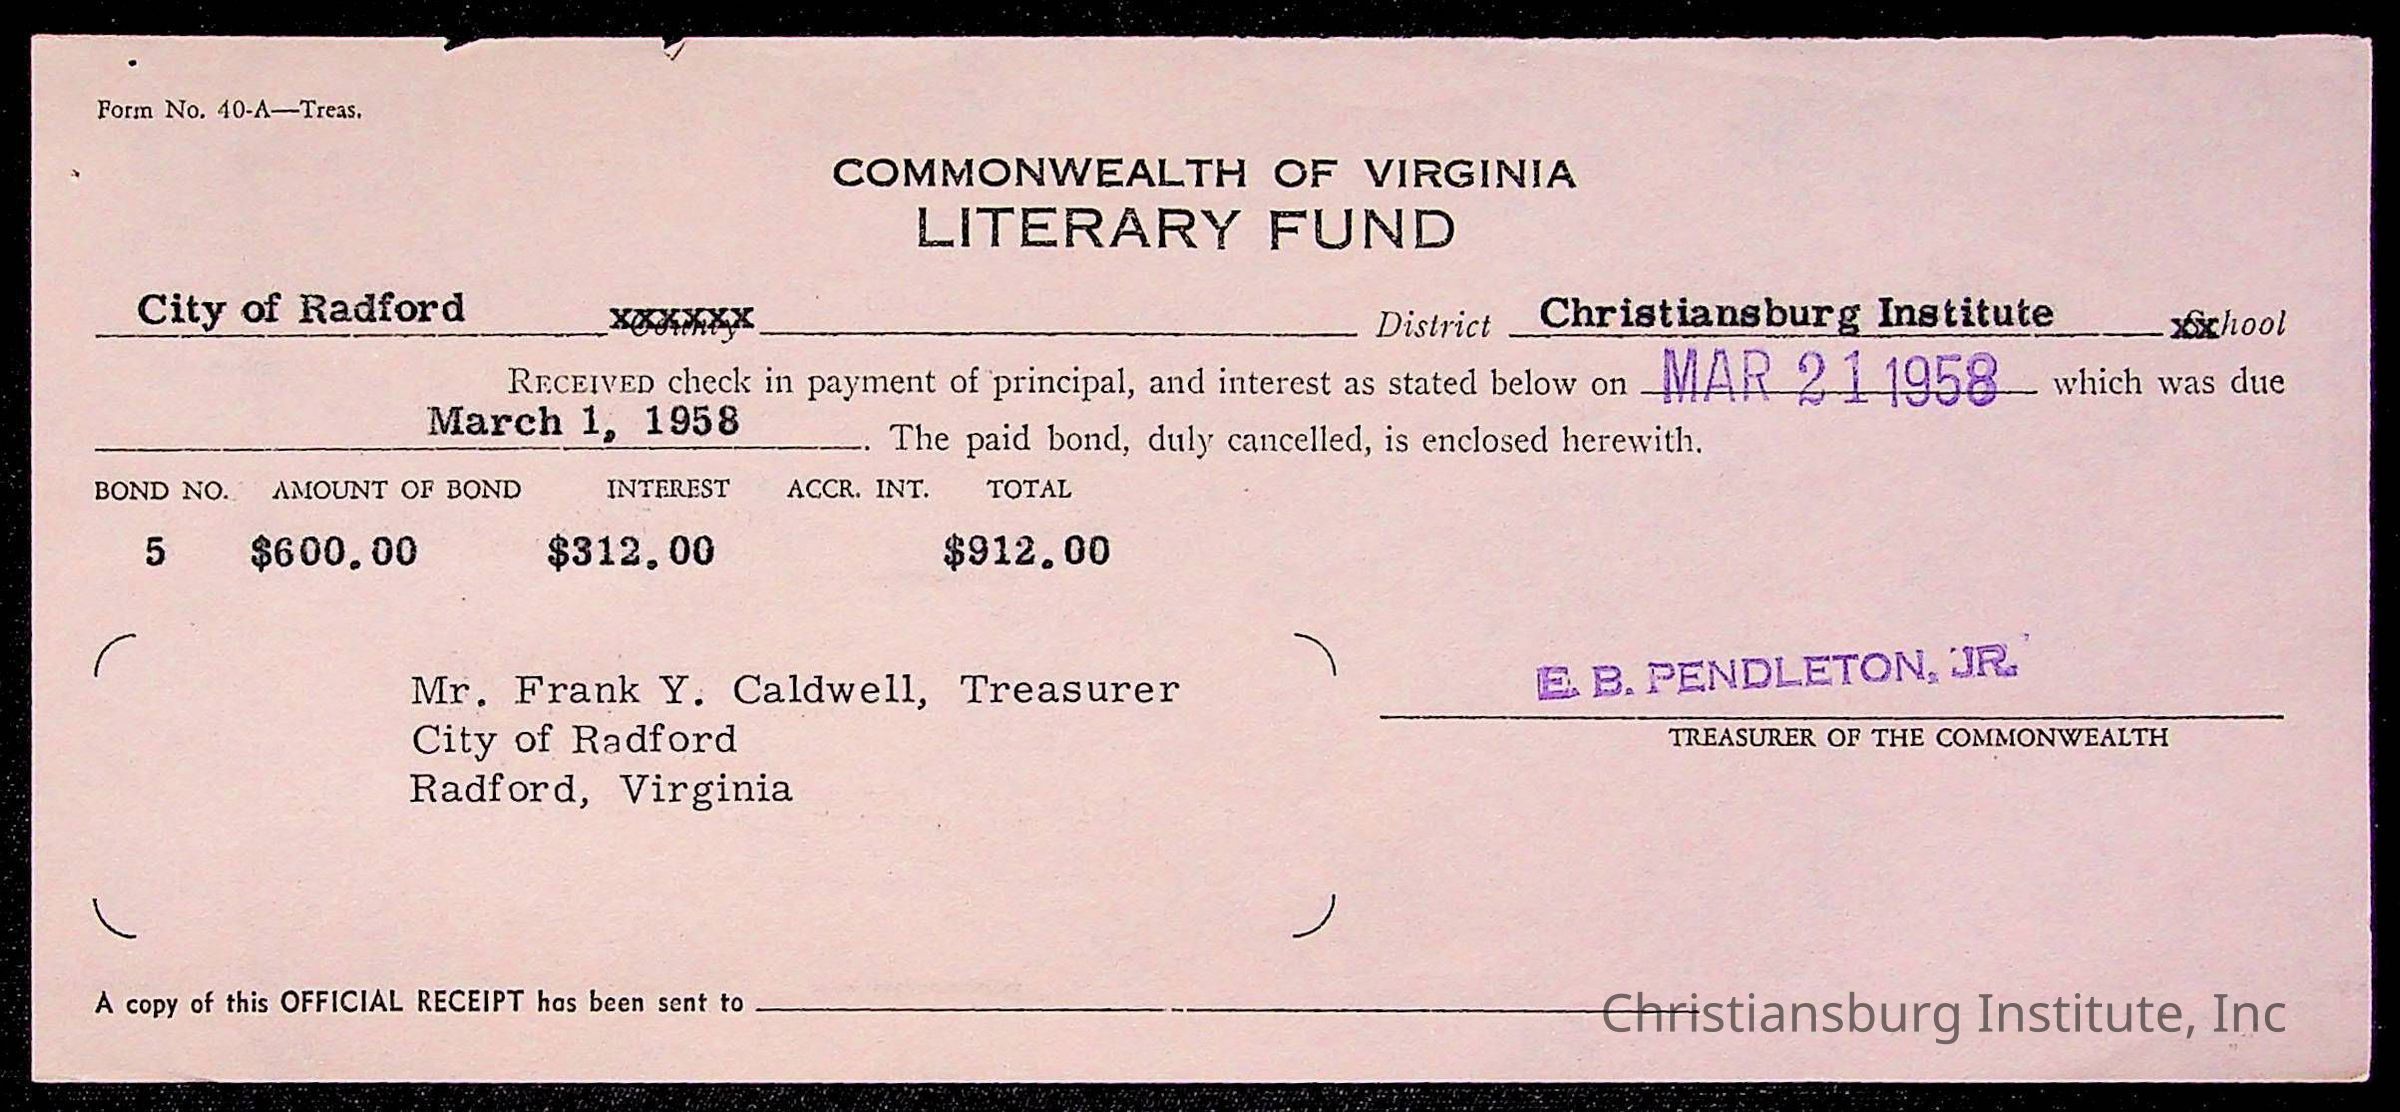 Form No. 40-A—Treas.
COMMONWEALTH OF VIRGINIA
LITERARY FUND
City of Radford xxxxxx County District Christiansburg Institute xx School
RECEIVED check in payment of principal, and interest as stated below on MAR 21 1958 which was due
March 1, 1958. The paid bond, duly cancelled, is enclosed herewith.
BOND NO. AMOUNT OF BOND INTEREST ACCR. INT. TOTAL
5 $600.00 $312.00 $912.00
Mr. Frank Y. Caldwell, Treasurer
City of Radford
Radford, Virginia
E. B. PENDLETON, JR.
TREASURER OF THE COMMONWEALTH
A copy of this OFFICIAL RECEIPT has been sent to
Christiansburg Institute, Inc